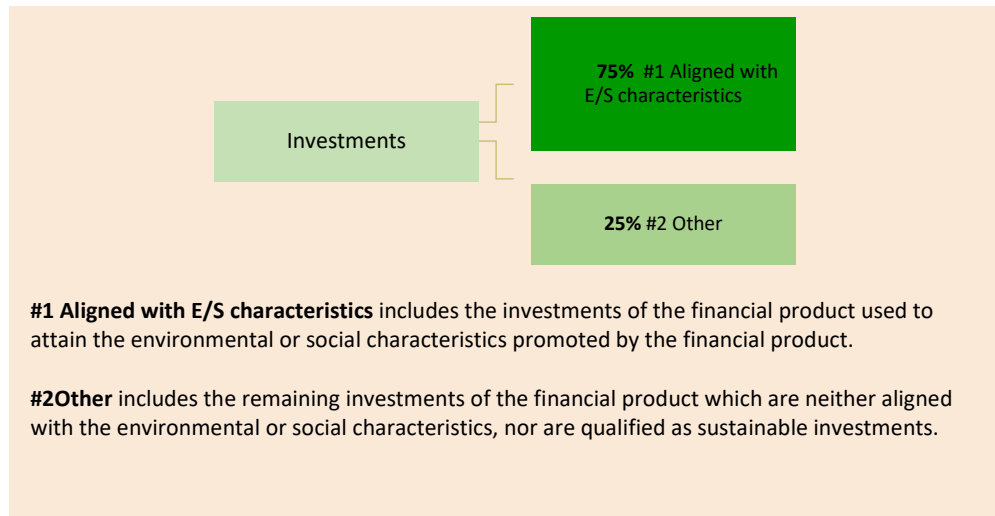 75% #1 Aligned with
E/S characteristics
Investments
25% #2 Other
#1 Aligned with E/S characteristics includes the investments of the financial product used to
attain the environmental or social characteristics promoted by the financial product.
#2Other includes the remaining investments of the financial product which are neither aligned
with the environmental or social characteristics, nor are qualified as sustainable investments.